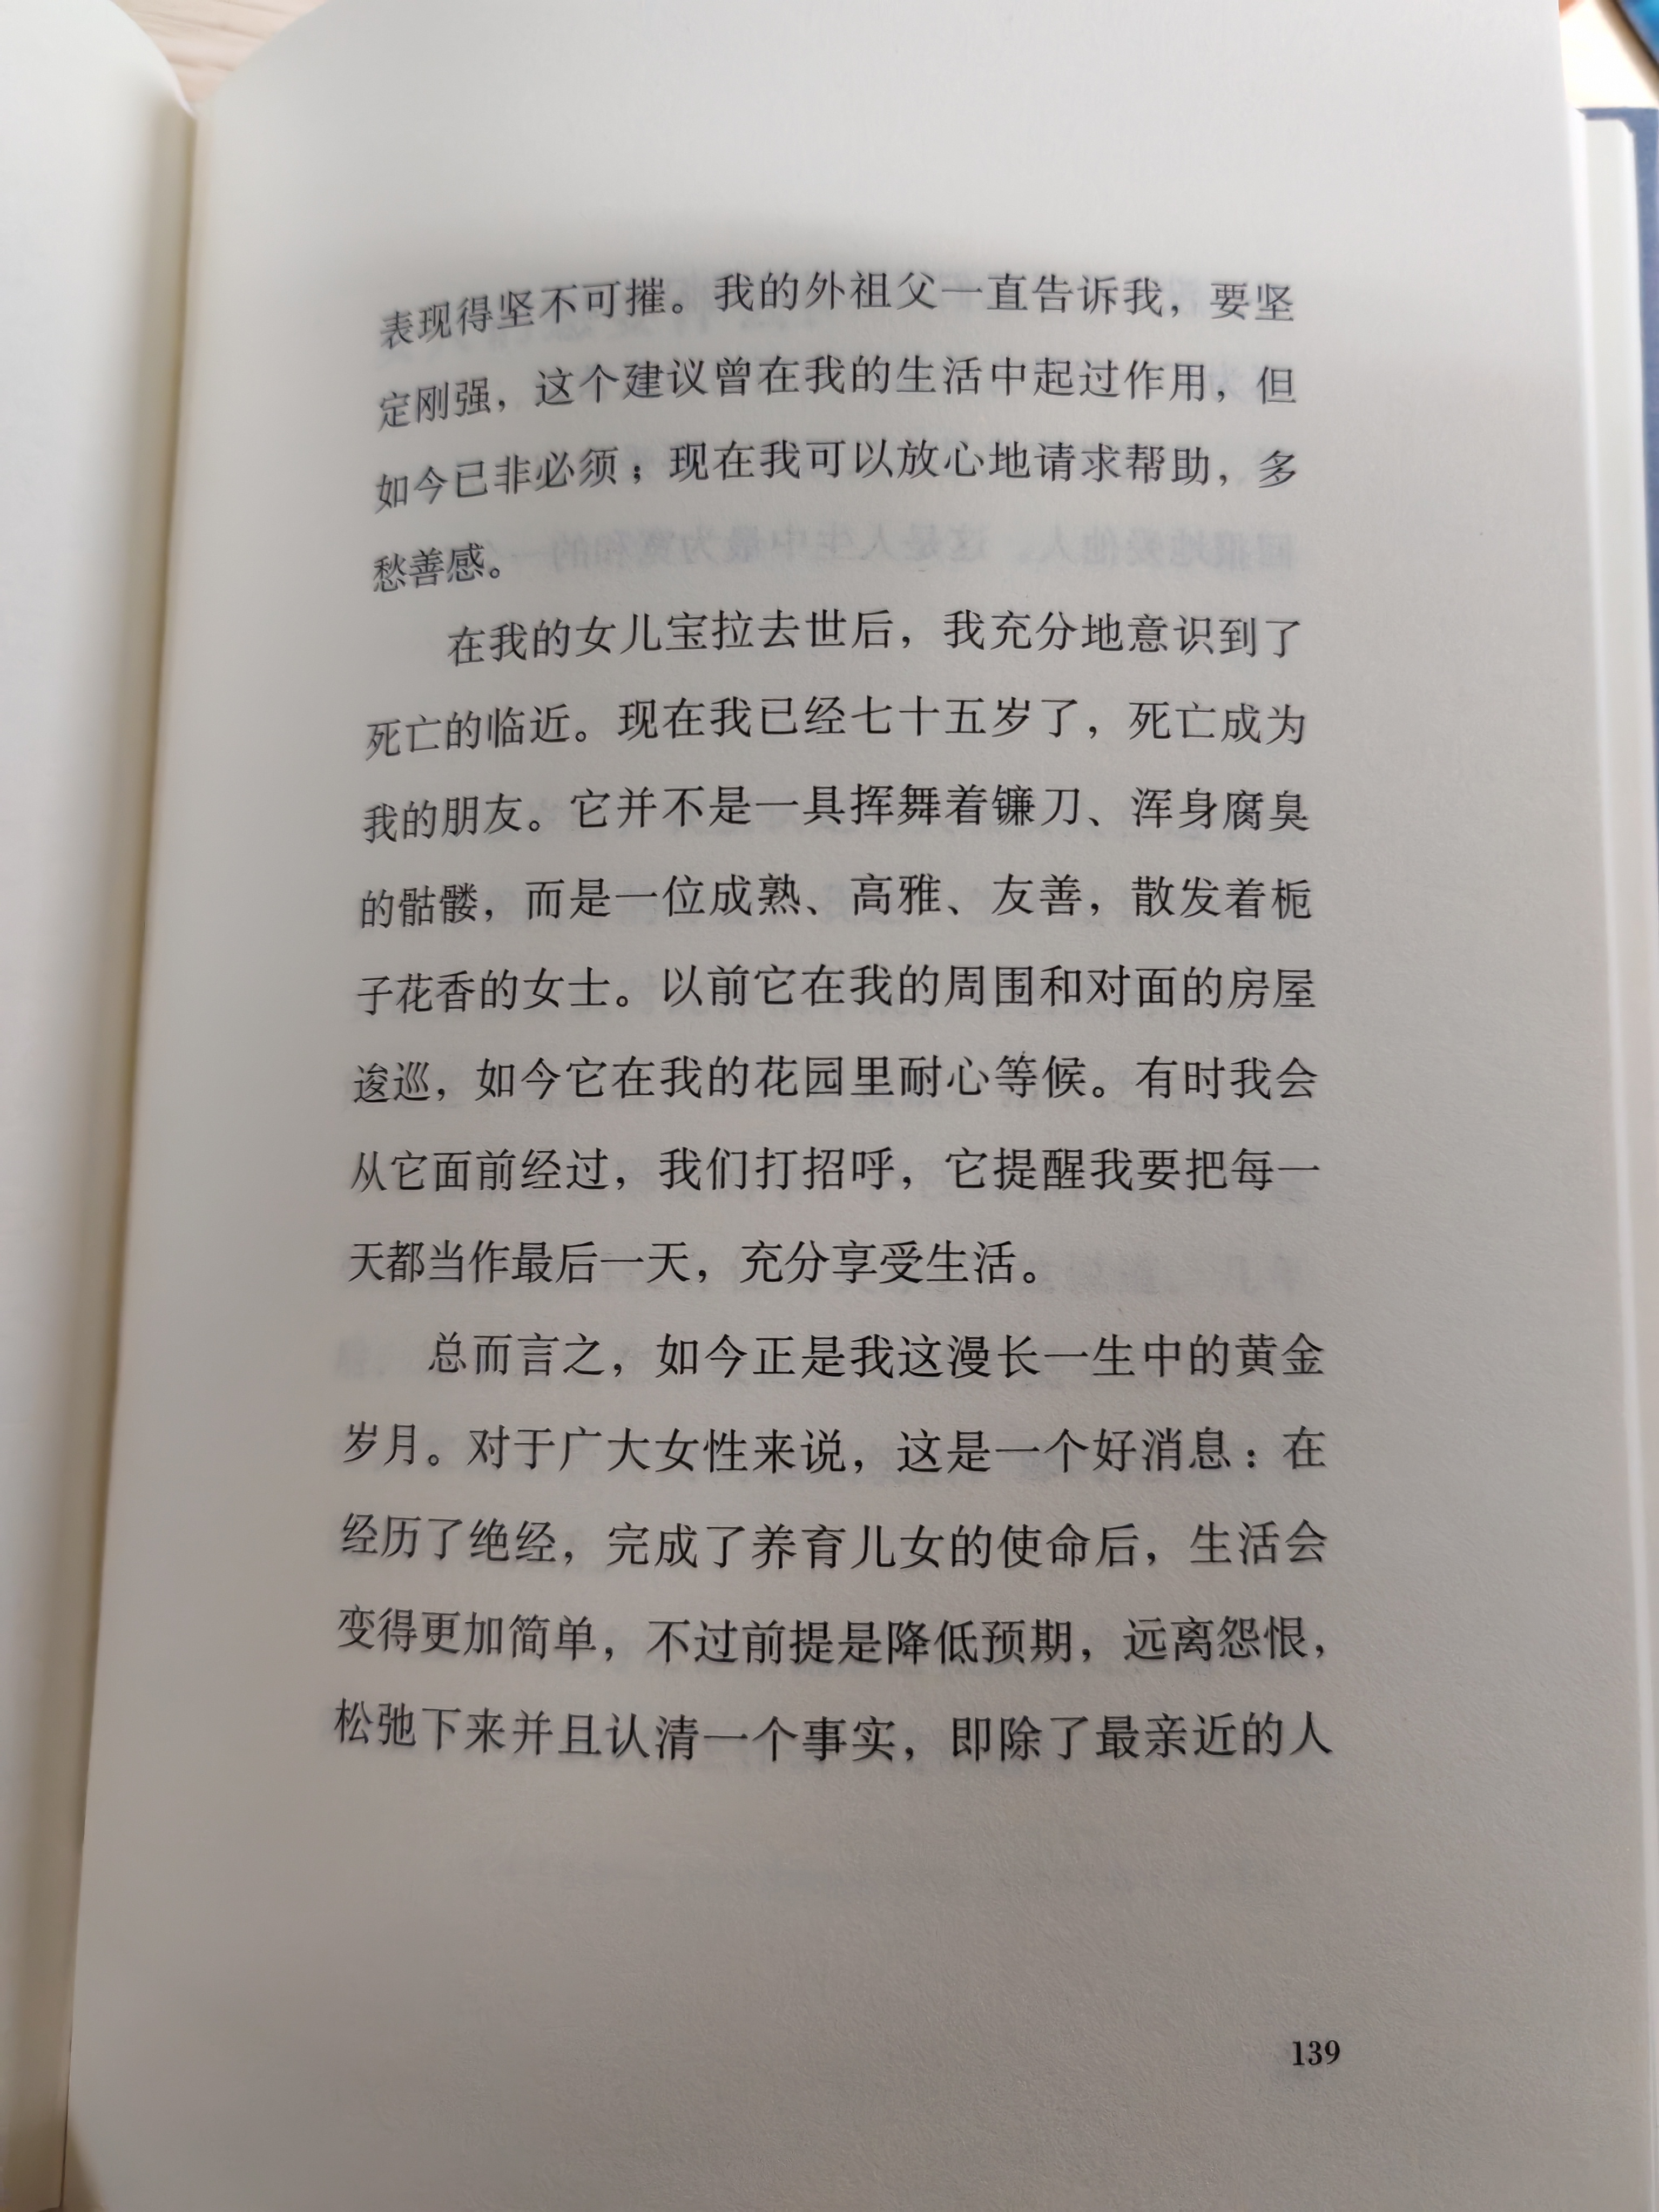 表现得坚不可摧。我的外祖父一直告诉我，要坚
定刚强，这个建议曾在我的生活中起过作用，但
如今已非必须；现在我可以放心地请求帮助，多
愁善感。
在我的女儿宝拉去世后，我充分地意识到了
死亡的临近。现在我已经七十五岁了，死亡成为
我的朋友。它并不是一具挥舞着镰刀、浑身腐臭
的骷髅，而是一位成熟、高雅、友善，散发着栀
子花香的女士。以前它在我的周围和对面的房屋
逡巡，如今它在我的花园里耐心等候。有时我会
从它面前经过，我们打招呼，它提醒我要把每一
天都当作最后一天，充分享受生活。
总而言之，如今正是我这漫长一生中的黄金
岁月。对于广大女性来说，这是一个好消息：在
经历了绝经，完成了养育儿女的使命后，生活会
变得更加简单，不过前提是降低预期，远离怨恨，
松弛下来并且认清一个事实，即除了最亲近的人
139